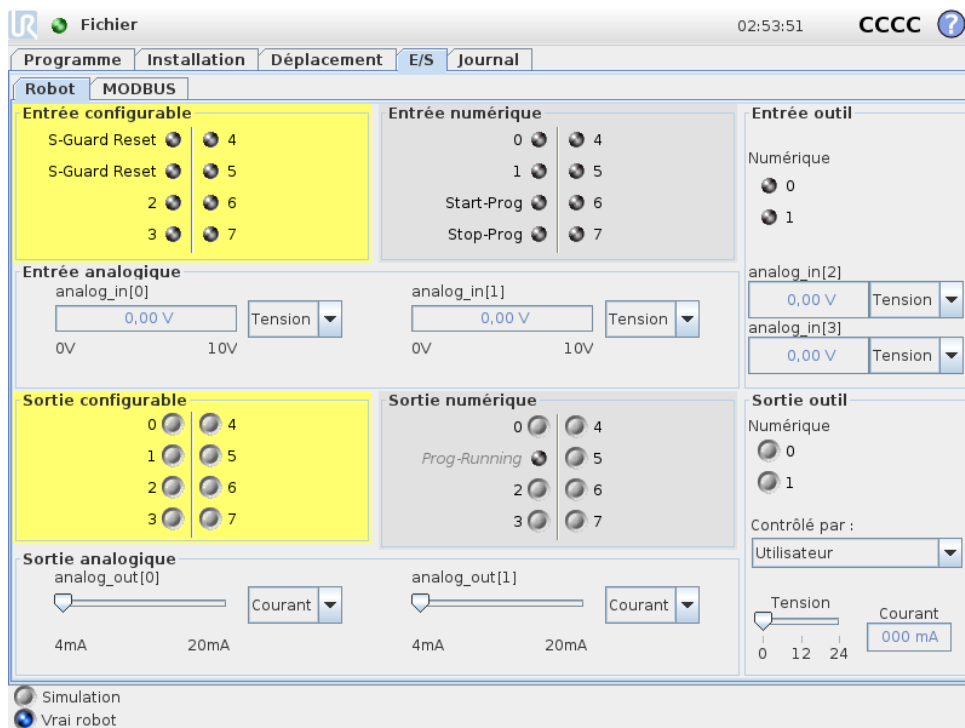 UR Fichier 02:53:51 CCCC ?
Programme Installation Déplacement E/S Journal
Robot MODBUS
Entrée configurable
S-Guard Reset 4
S-Guard Reset 5
2 6
3 7
Entrée numérique
0 4
1 5
Start-Prog 6
Stop-Prog 7
Entrée outil
Numérique
0
1
analog_in[2]
0,00 V Tension
analog_in[3]
0,00 V Tension
Entrée analogique
analog_in[0] analog_in[1]
0,00 V Tension 0,00 V Tension
0V 10V 0V 10V
Sortie configurable
0 4
1 5
2 6
3 7
Sortie numérique
0 4
Prog-Running 5
2 6
3 7
Sortie outil
Numérique
0
1
Contrôlé par :
Utilisateur
Tension Courant
000 mA
0 12 24
Sortie analogique
analog_out[0] analog_out[1]
Courant Courant
4mA 20mA 4mA 20mA
Simulation
Vrai robot